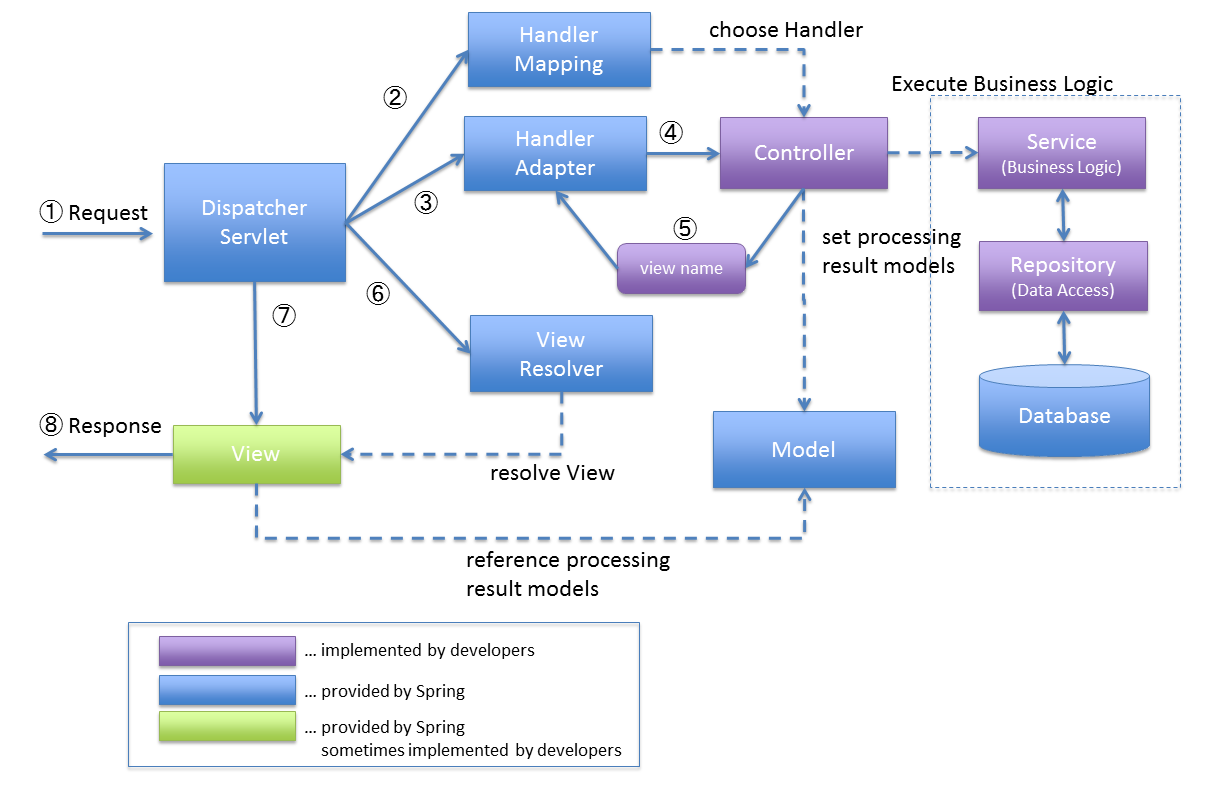 Handler
Mapping
choose Handler
②
Execute Business Logic
Handler
Adapter
④
Controller
Service
(Business Logic)
① Request
Dispatcher
Servlet
③
⑤
view name
set processing
result models
Repository
(Data Access)
⑥
⑦
View
Resolver
Database
⑧ Response
View
resolve View
Model
reference processing
result models
... implemented by developers
... provided by Spring
... provided by Spring
sometimes implemented by developers